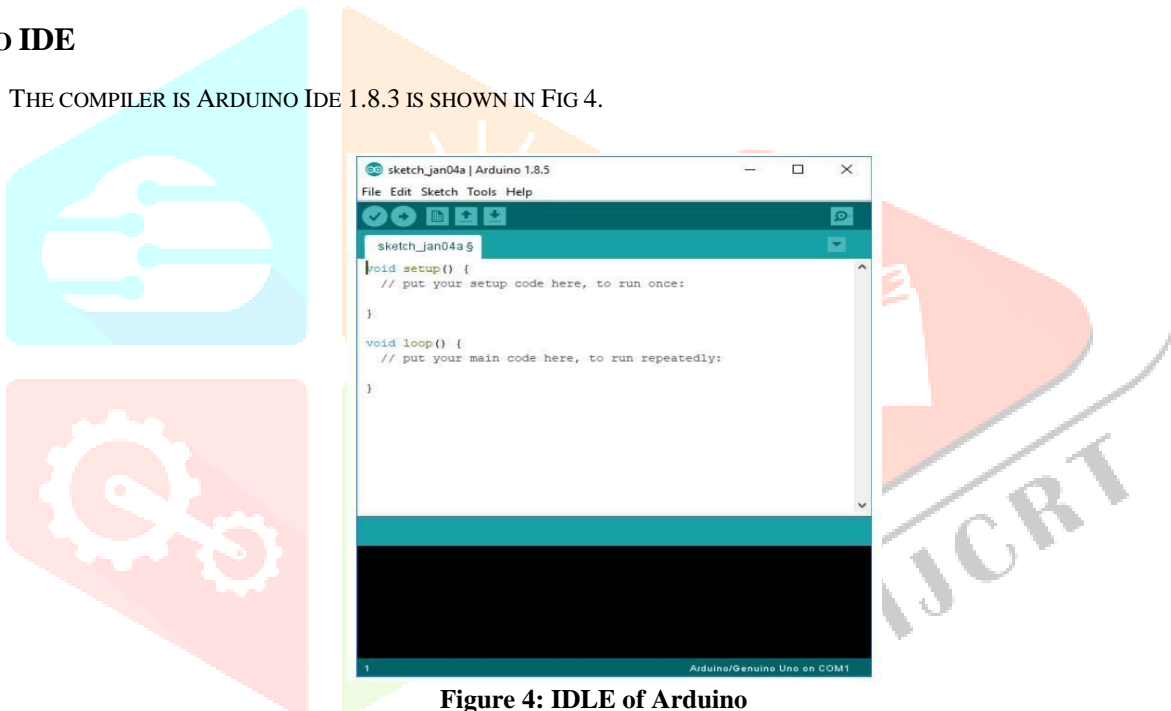 O IDE
THE COMPILER IS ARDUINO IDE 1.8.3 IS SHOWN IN FIG 4.
sketch_jan04a | Arduino 1.8.5
File Edit Sketch Tools Help
sketch_jan04a §
void setup() {
// put your setup code here, to run once:
}
void loop() {
// put your main code here, to run repeatedly:
}
1 Arduino/Genuino Uno on COM1
IJCRT
Figure 4: IDLE of Arduino